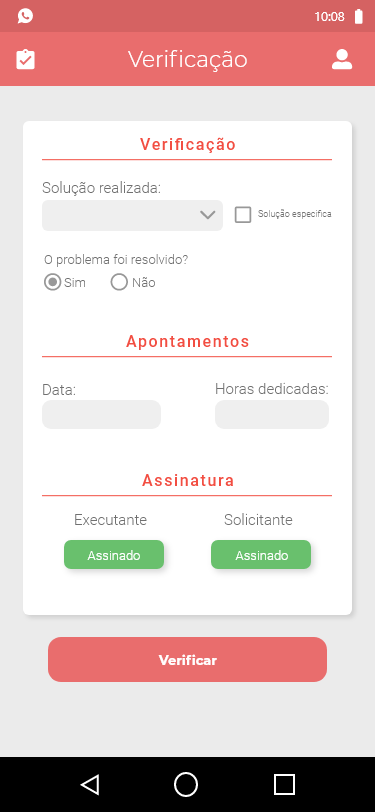 10:08
Verificação
Verificação
Solução realizada:
Solução especifica
O problema foi resolvido?
Sim Não
Apontamentos
Data: Horas dedicadas:
Assinatura
Executante Solicitante
Assinado Assinado
Verificar